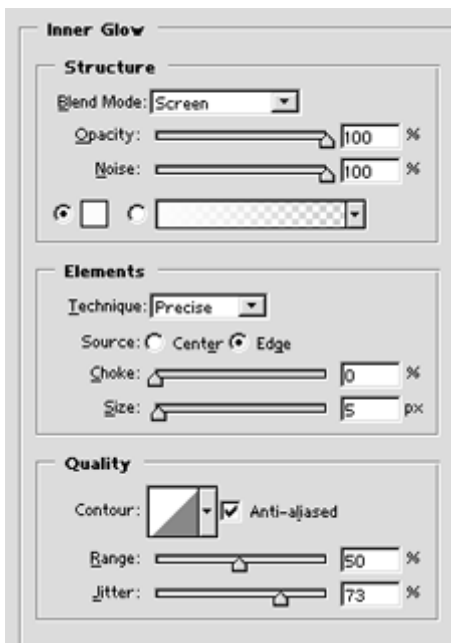 Inner Glow
Structure
Blend Mode: Screen
Opacity: 100 %
Noise: 100 %
Elements
Technique: Precise
Source: Center Edge
Choke: 0 %
Size: 5 px
Quality
Contour: Anti-aliased
Range: 50 %
Jitter: 73 %